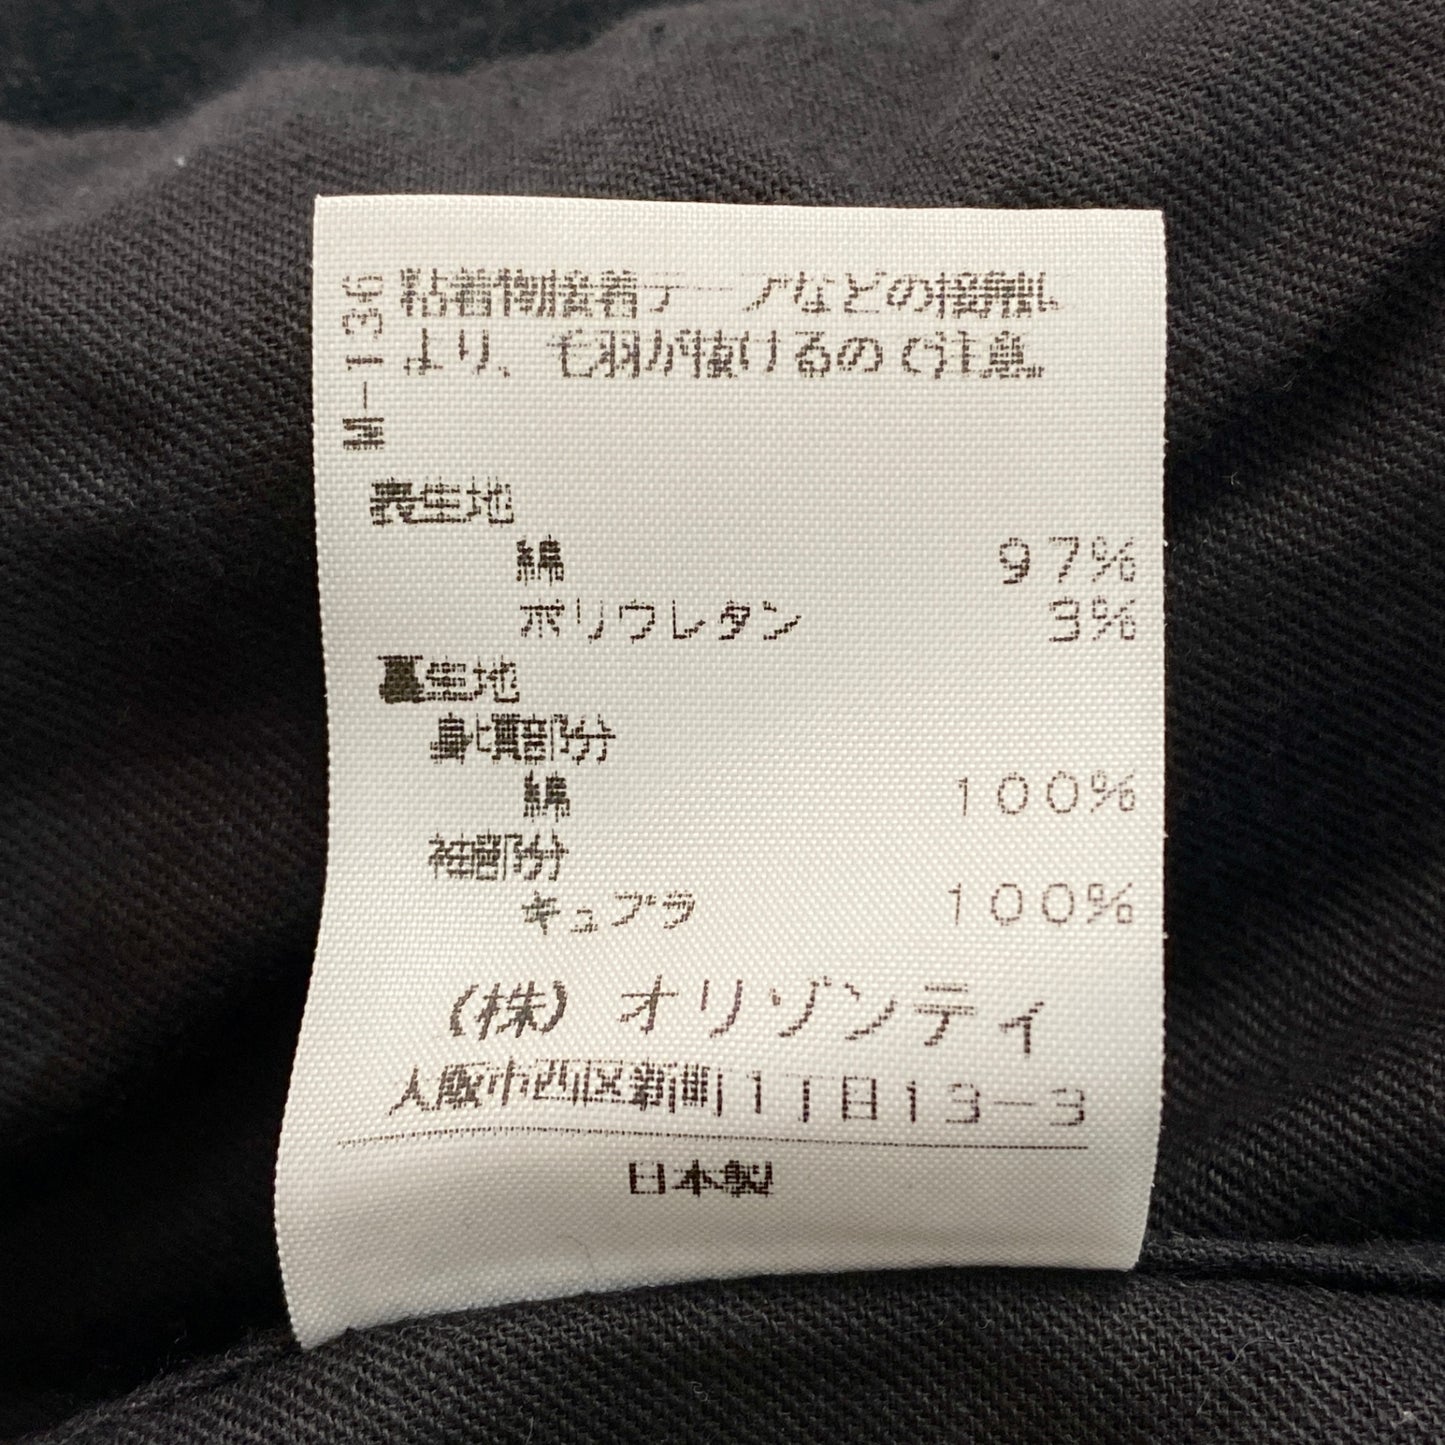 M-136
粘着物接着テープなどの接触に
より、毛羽が抜けるのでご注意
表生地
綿 97%
ポリウレタン 3%
裏生地
身頃部分
綿 100%
袖部分
キュプラ 100%
(株)オリゾンティ
大阪市西区新町1丁目13-3
日本製